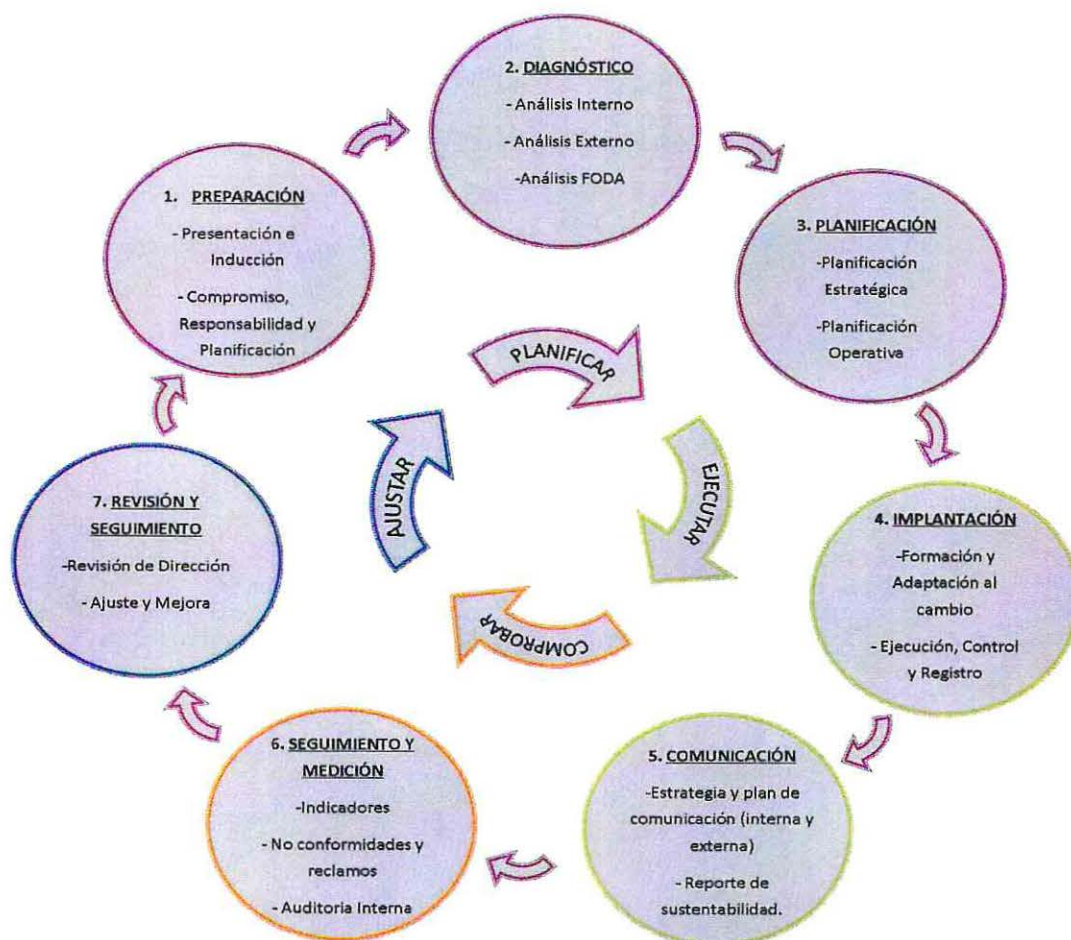 1. PREPARACIÓN
- Presentación e
Inducción
- Compromiso,
Responsabilidad y
Planificación
2. DIAGNÓSTICO
- Análisis Interno
- Análisis Externo
-Análisis FODA
3. PLANIFICACIÓN
-Planificación
Estratégica
-Planificación
Operativa
4. IMPLANTACIÓN
-Formación y
Adaptación al
cambio
- Ejecución, Control
y Registro
5. COMUNICACIÓN
-Estrategia y plan de
comunicación (interna y
externa)
- Reporte de
sustentabilidad.
6. SEGUIMIENTO Y
MEDICIÓN
-Indicadores
- No conformidades y
reclamos
- Auditoria Interna
7. REVISIÓN Y
SEGUIMIENTO
-Revisión de Dirección
- Ajuste y Mejora
PLANIFICAR
EJECUTAR
COMPROBAR
AJUSTAR